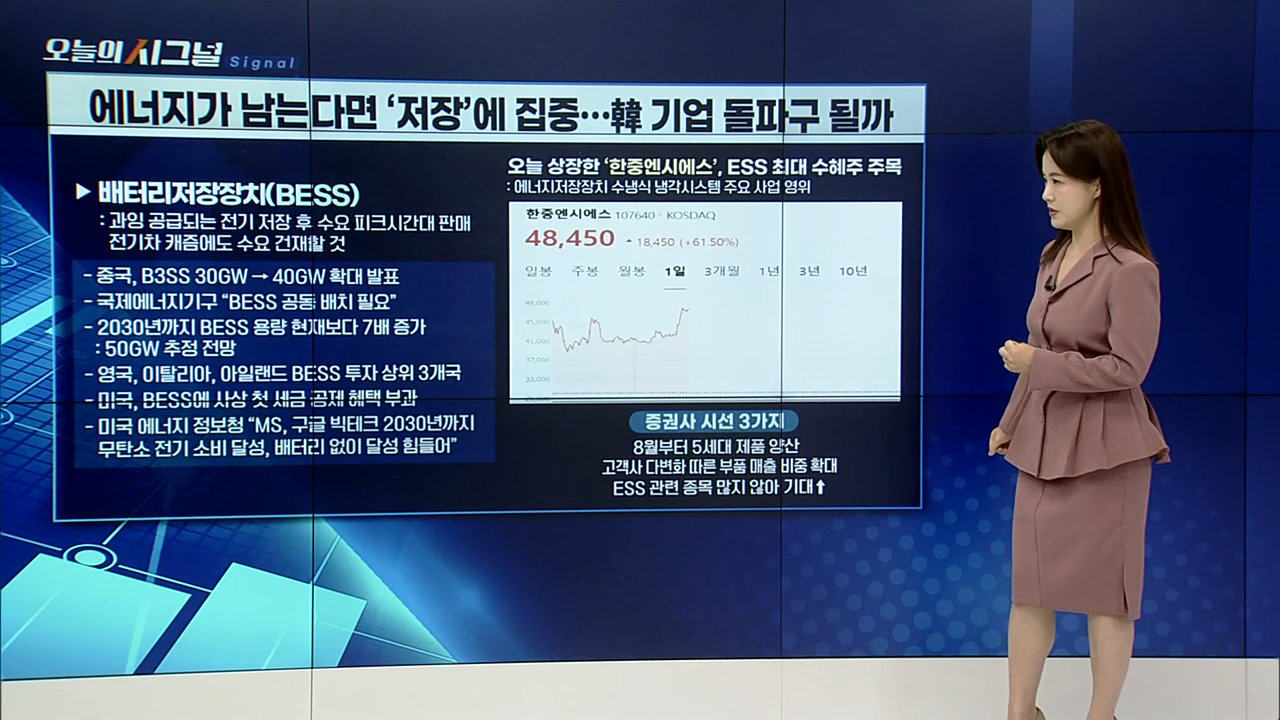 오늘의 시그널 Signal
에너지가 남는다면 '저장'에 집중…韓 기업 돌파구 될까
▶ 배터리저장장치(BESS)
: 과잉 공급되는 전기 저장 후 수요 피크시간대 판매
전기차 캐즘에도 수요 건재할 것
- 중국, B3SS 30GW → 40GW 확대 발표
- 국제에너지기구 “BESS 공동 배치 필요”
- 2030년까지 BESS 용량 현재보다 7배 증가
: 50GW 추정 전망
- 영국, 이탈리아, 아일랜드 BESS 투자 상위 3개국
- 미국, BESS에 사상 첫 세금 공제 혜택 부과
- 미국 에너지 정보청 “MS, 구글 빅테크 2030년까지
무탄소 전기 소비 달성, 배터리 없이 달성 힘들어”
오늘 상장한 '한중엔시에스', ESS 최대 수혜주 주목
: 에너지저장장치 수냉식 냉각시스템 주요 사업 영위
한중엔시에스 107640 · KOSDAQ
48,450 ▲ 18,450 (+61.50%)
일봉 주봉 월봉 1일 3개월 1년 3년 10년
49,000
45,000
41,000
37,000
33,000
증권사 시선 3가지
8월부터 5세대 제품 양산
고객사 다변화 따른 부품 매출 비중 확대
ESS 관련 종목 많지 않아 기대⬆